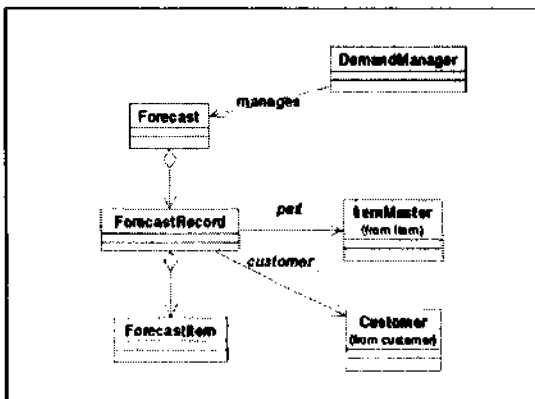 DemandManager
manages
Forecast
ForecastRecord
part
ItemMaster
(from Item)
customer
ForecastItem
Customer
(from customer)